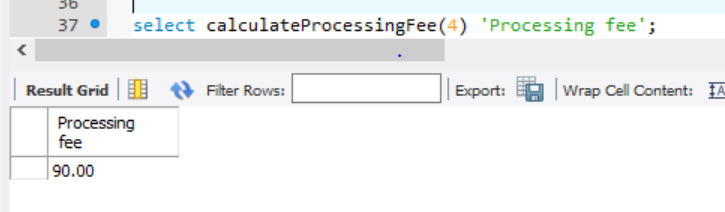 36
37 select calculateProcessingFee(4) 'Processing fee';
Result Grid Filter Rows: Export: Wrap Cell Content:
Processing
fee
90.00